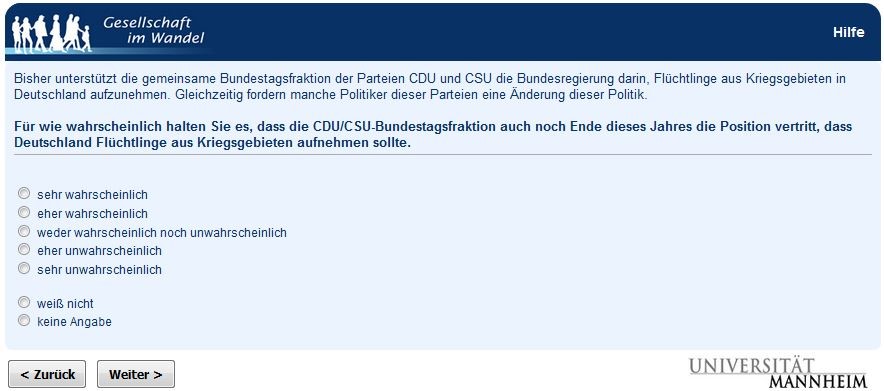 Gesellschaft
im Wandel
Hilfe
Bisher unterstützt die gemeinsame Bundestagsfraktion der Parteien CDU und CSU die Bundesregierung darin, Flüchtlinge aus Kriegsgebieten in
Deutschland aufzunehmen. Gleichzeitig fordern manche Politiker dieser Parteien eine Änderung dieser Politik.
Für wie wahrscheinlich halten Sie es, dass die CDU/CSU-Bundestagsfraktion auch noch Ende dieses Jahres die Position vertritt, dass
Deutschland Flüchtlinge aus Kriegsgebieten aufnehmen sollte.
sehr wahrscheinlich
eher wahrscheinlich
weder wahrscheinlich noch unwahrscheinlich
eher unwahrscheinlich
sehr unwahrscheinlich
weiß nicht
keine Angabe
< Zurück
Weiter >
UNIVERSITÄT
MANNHEIM